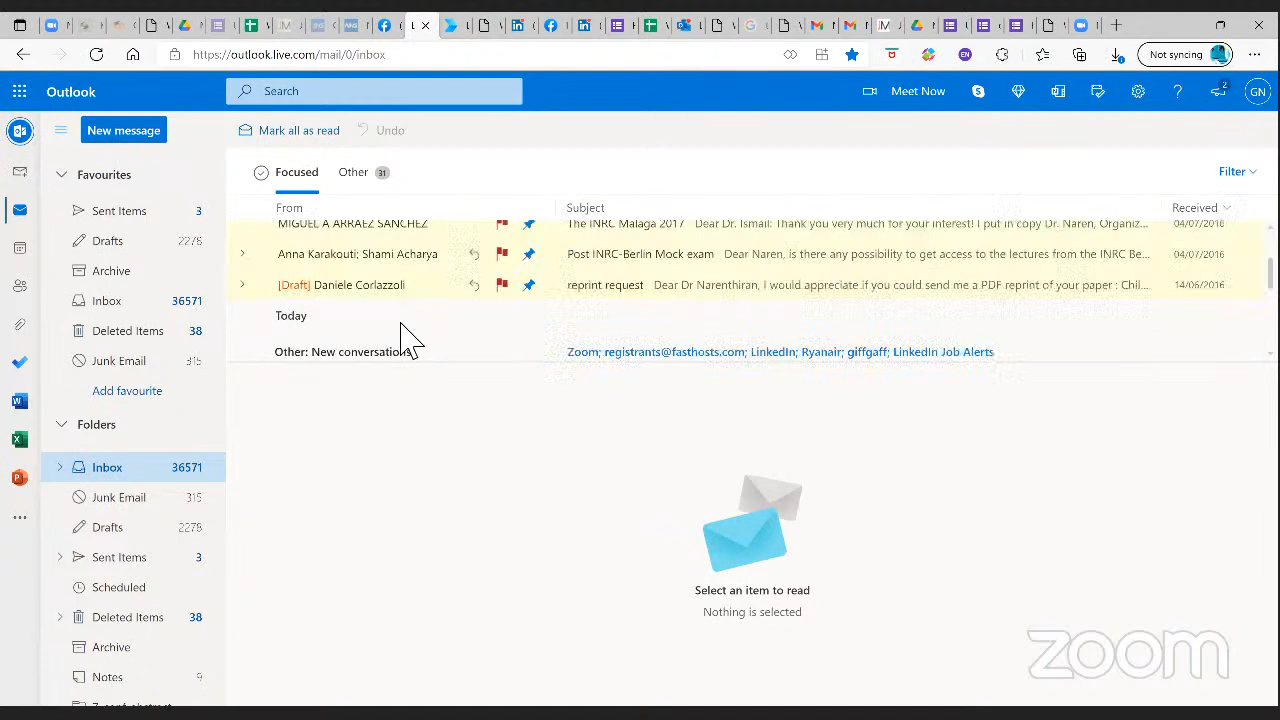 https://outlook.live.com/mail/0/inbox
EN
Not syncing
Outlook
Search
Meet Now
2
GN
New message
Mark all as read
Undo
Favourites
Focused
Other 31
Filter
From
Subject
Received
Sent Items 3
MIGUEL A ARRAEZ SANCHEZ
The INRC Malaga 2017 Dear Dr. Ismail: Thank you very much for your interest! I put in copy Dr. Naren, Organiz...
04/07/2016
Drafts 2278
Anna Karakouti; Shami Acharya
Post INRC-Berlin Mock exam Dear Naren, is there any possibility to get access to the lectures from the INRC Be...
04/07/2016
Archive
[Draft] Daniele Corlazzoli
reprint request Dear Dr Narenthiran, I would appreciate if you could send me a PDF reprint of your paper : Chil...
14/06/2016
Inbox 36571
Today
Deleted Items 38
Other: New conversations
Zoom; registrants@fasthosts.com; LinkedIn; Ryanair; giffgaff; LinkedIn Job Alerts
Junk Email 315
Add favourite
Folders
Inbox 36571
Junk Email 315
Drafts 2278
Sent Items 3
Scheduled
Deleted Items 38
Archive
Notes 9
Select an item to read
Nothing is selected
zoom